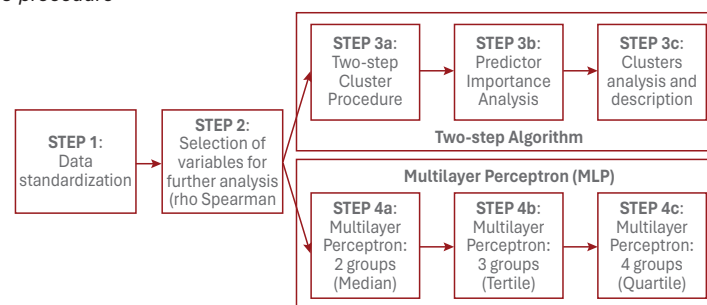 procedure
STEP 1:
Data
standardization
STEP 2:
Selection of
variables for
further analysis
(rho Spearman
STEP 3a:
Two-step
Cluster
Procedure
STEP 3b:
Predictor
Importance
Analysis
STEP 3c:
Clusters
analysis and
description
Two-step Algorithm
Multilayer Perceptron (MLP)
STEP 4a:
Multilayer
Perceptron:
2 groups
(Median)
STEP 4b:
Multilayer
Perceptron:
3 groups
(Tertile)
STEP 4c:
Multilayer
Perceptron:
4 groups
(Quartile)